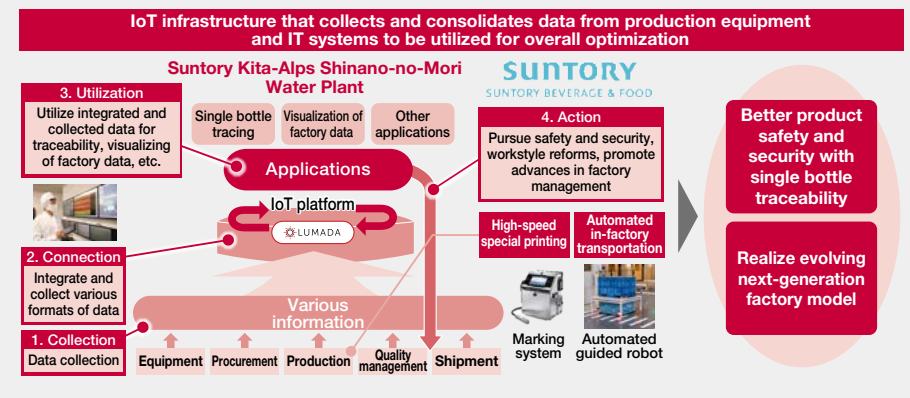 IoT infrastructure that collects and consolidates data from production equipment
and IT systems to be utilized for overall optimization
Suntory Kita-Alps Shinano-no-Mori
Water Plant
SUNTORY
SUNTORY BEVERAGE & FOOD
3. Utilization
Utilize integrated and
collected data for
traceability, visualizing
of factory data, etc.
Single bottle
tracing
Visualization of
factory data
Other
applications
Applications
4. Action
Pursue safety and security,
workstyle reforms, promote
advances in factory
management
IoT platform
LUMADA
High-speed
special printing
Automated
in-factory
transportation
2. Connection
Integrate and
collect various
formats of data
Various
information
1. Collection
Data collection
Equipment
Procurement
Production
Quality
management
Shipment
Marking
system
Automated
guided robot
Better product
safety and
security with
single bottle
traceability
Realize evolving
next-generation
factory model